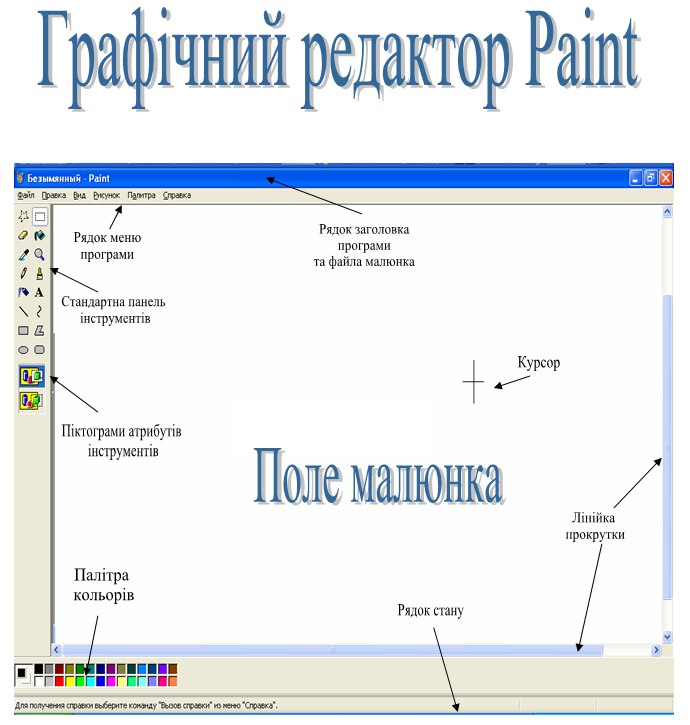 Графічний редактор Paint
Безымянный - Paint
Файл Правка Вид Рисунок Палитра Справка
Рядок меню
програми
Рядок заголовка
програми
та файла малюнка
A
Стандартна панель
інструментів
Курсор
Піктограми атрибутів
інструментів
Поле малюнка
Лінійка
прокрутки
Палітра
кольорів
Рядок стану
Для получения справки выберите команду "Вызов справки" из меню "Справка".